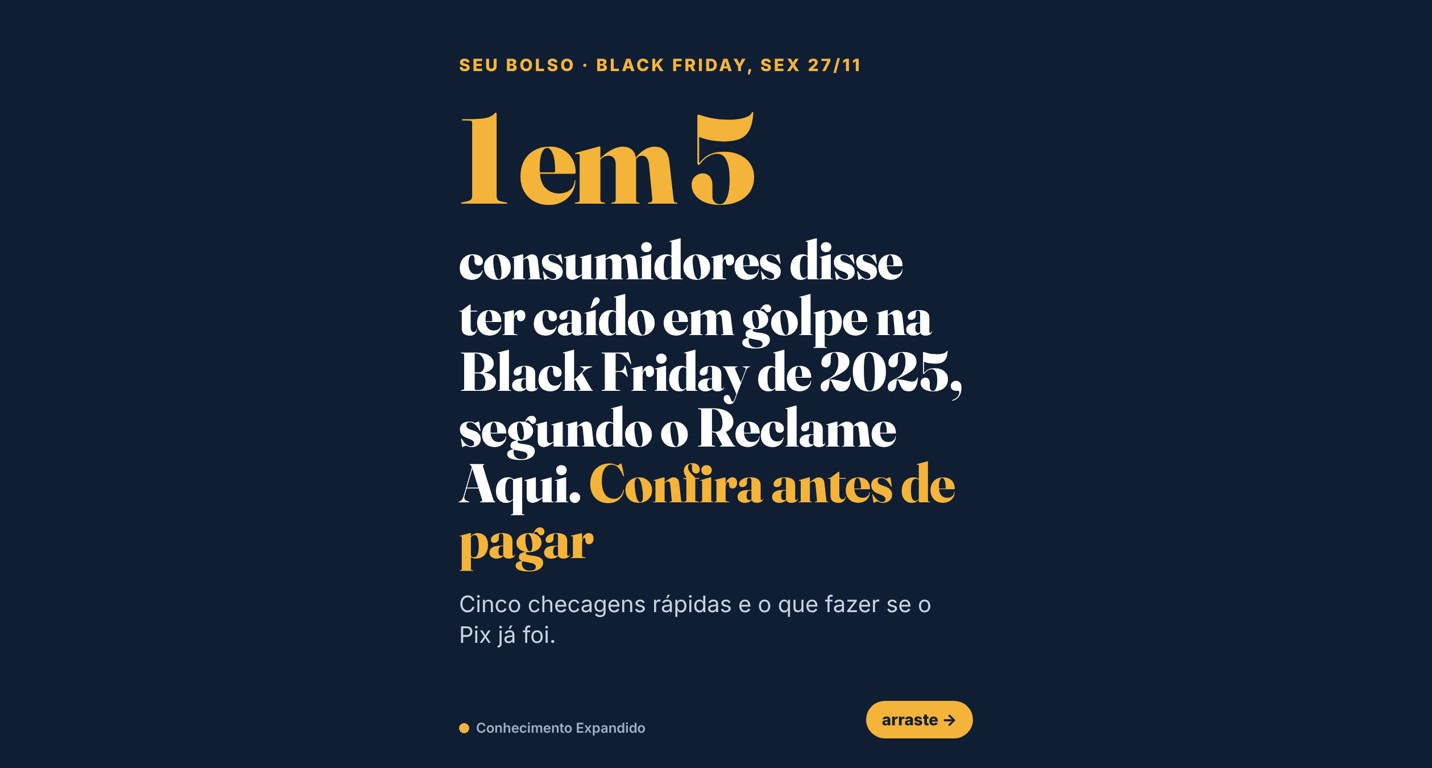 SEU BOLSO · BLACK FRIDAY, SEX 27/11
1 em 5
consumidores disse
ter caído em golpe na
Black Friday de 2025,
segundo o Reclame
Aqui. Confira antes de
pagar
Cinco checagens rápidas e o que fazer se o
Pix já foi.
Conhecimento Expandido
arraste →